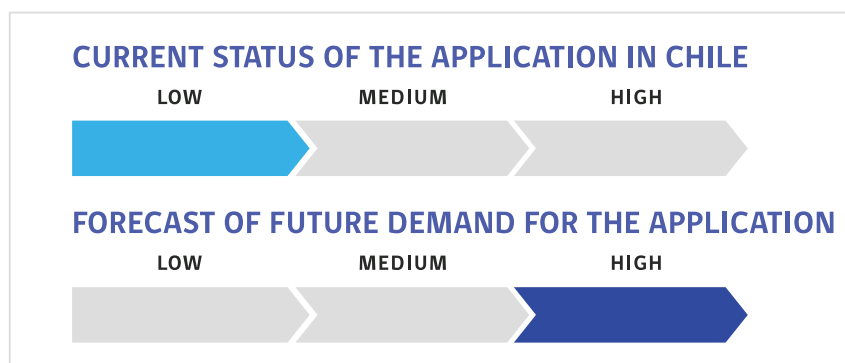 CURRENT STATUS OF THE APPLICATION IN CHILE
LOW MEDIUM HIGH
FORECAST OF FUTURE DEMAND FOR THE APPLICATION
LOW MEDIUM HIGH